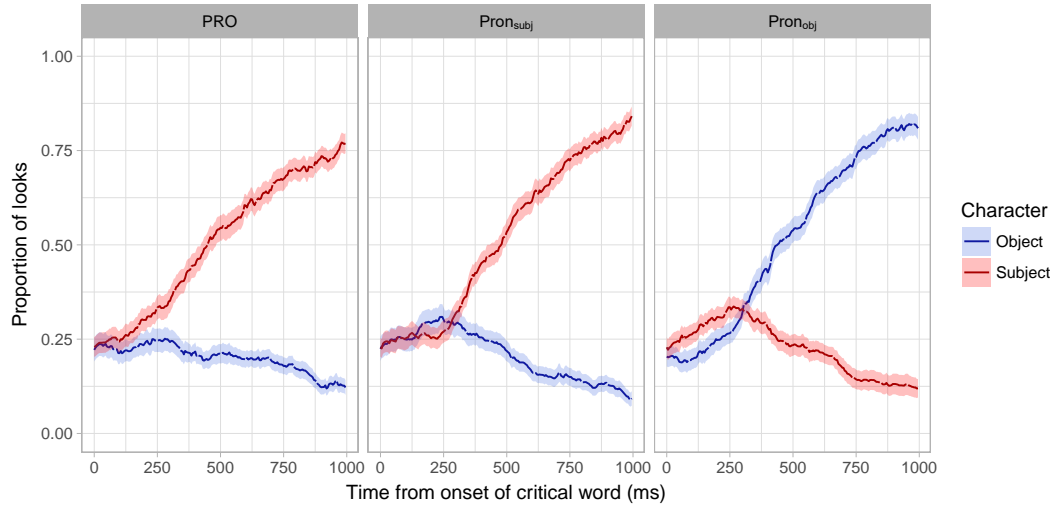 PRO
Pronsubj
Pronobj
Proportion of looks
1.00
0.75
0.50
0.25
0.00
0 250 500 750 1000
0 250 500 750 1000
0 250 500 750 1000
Time from onset of critical word (ms)
Character
Object
Subject